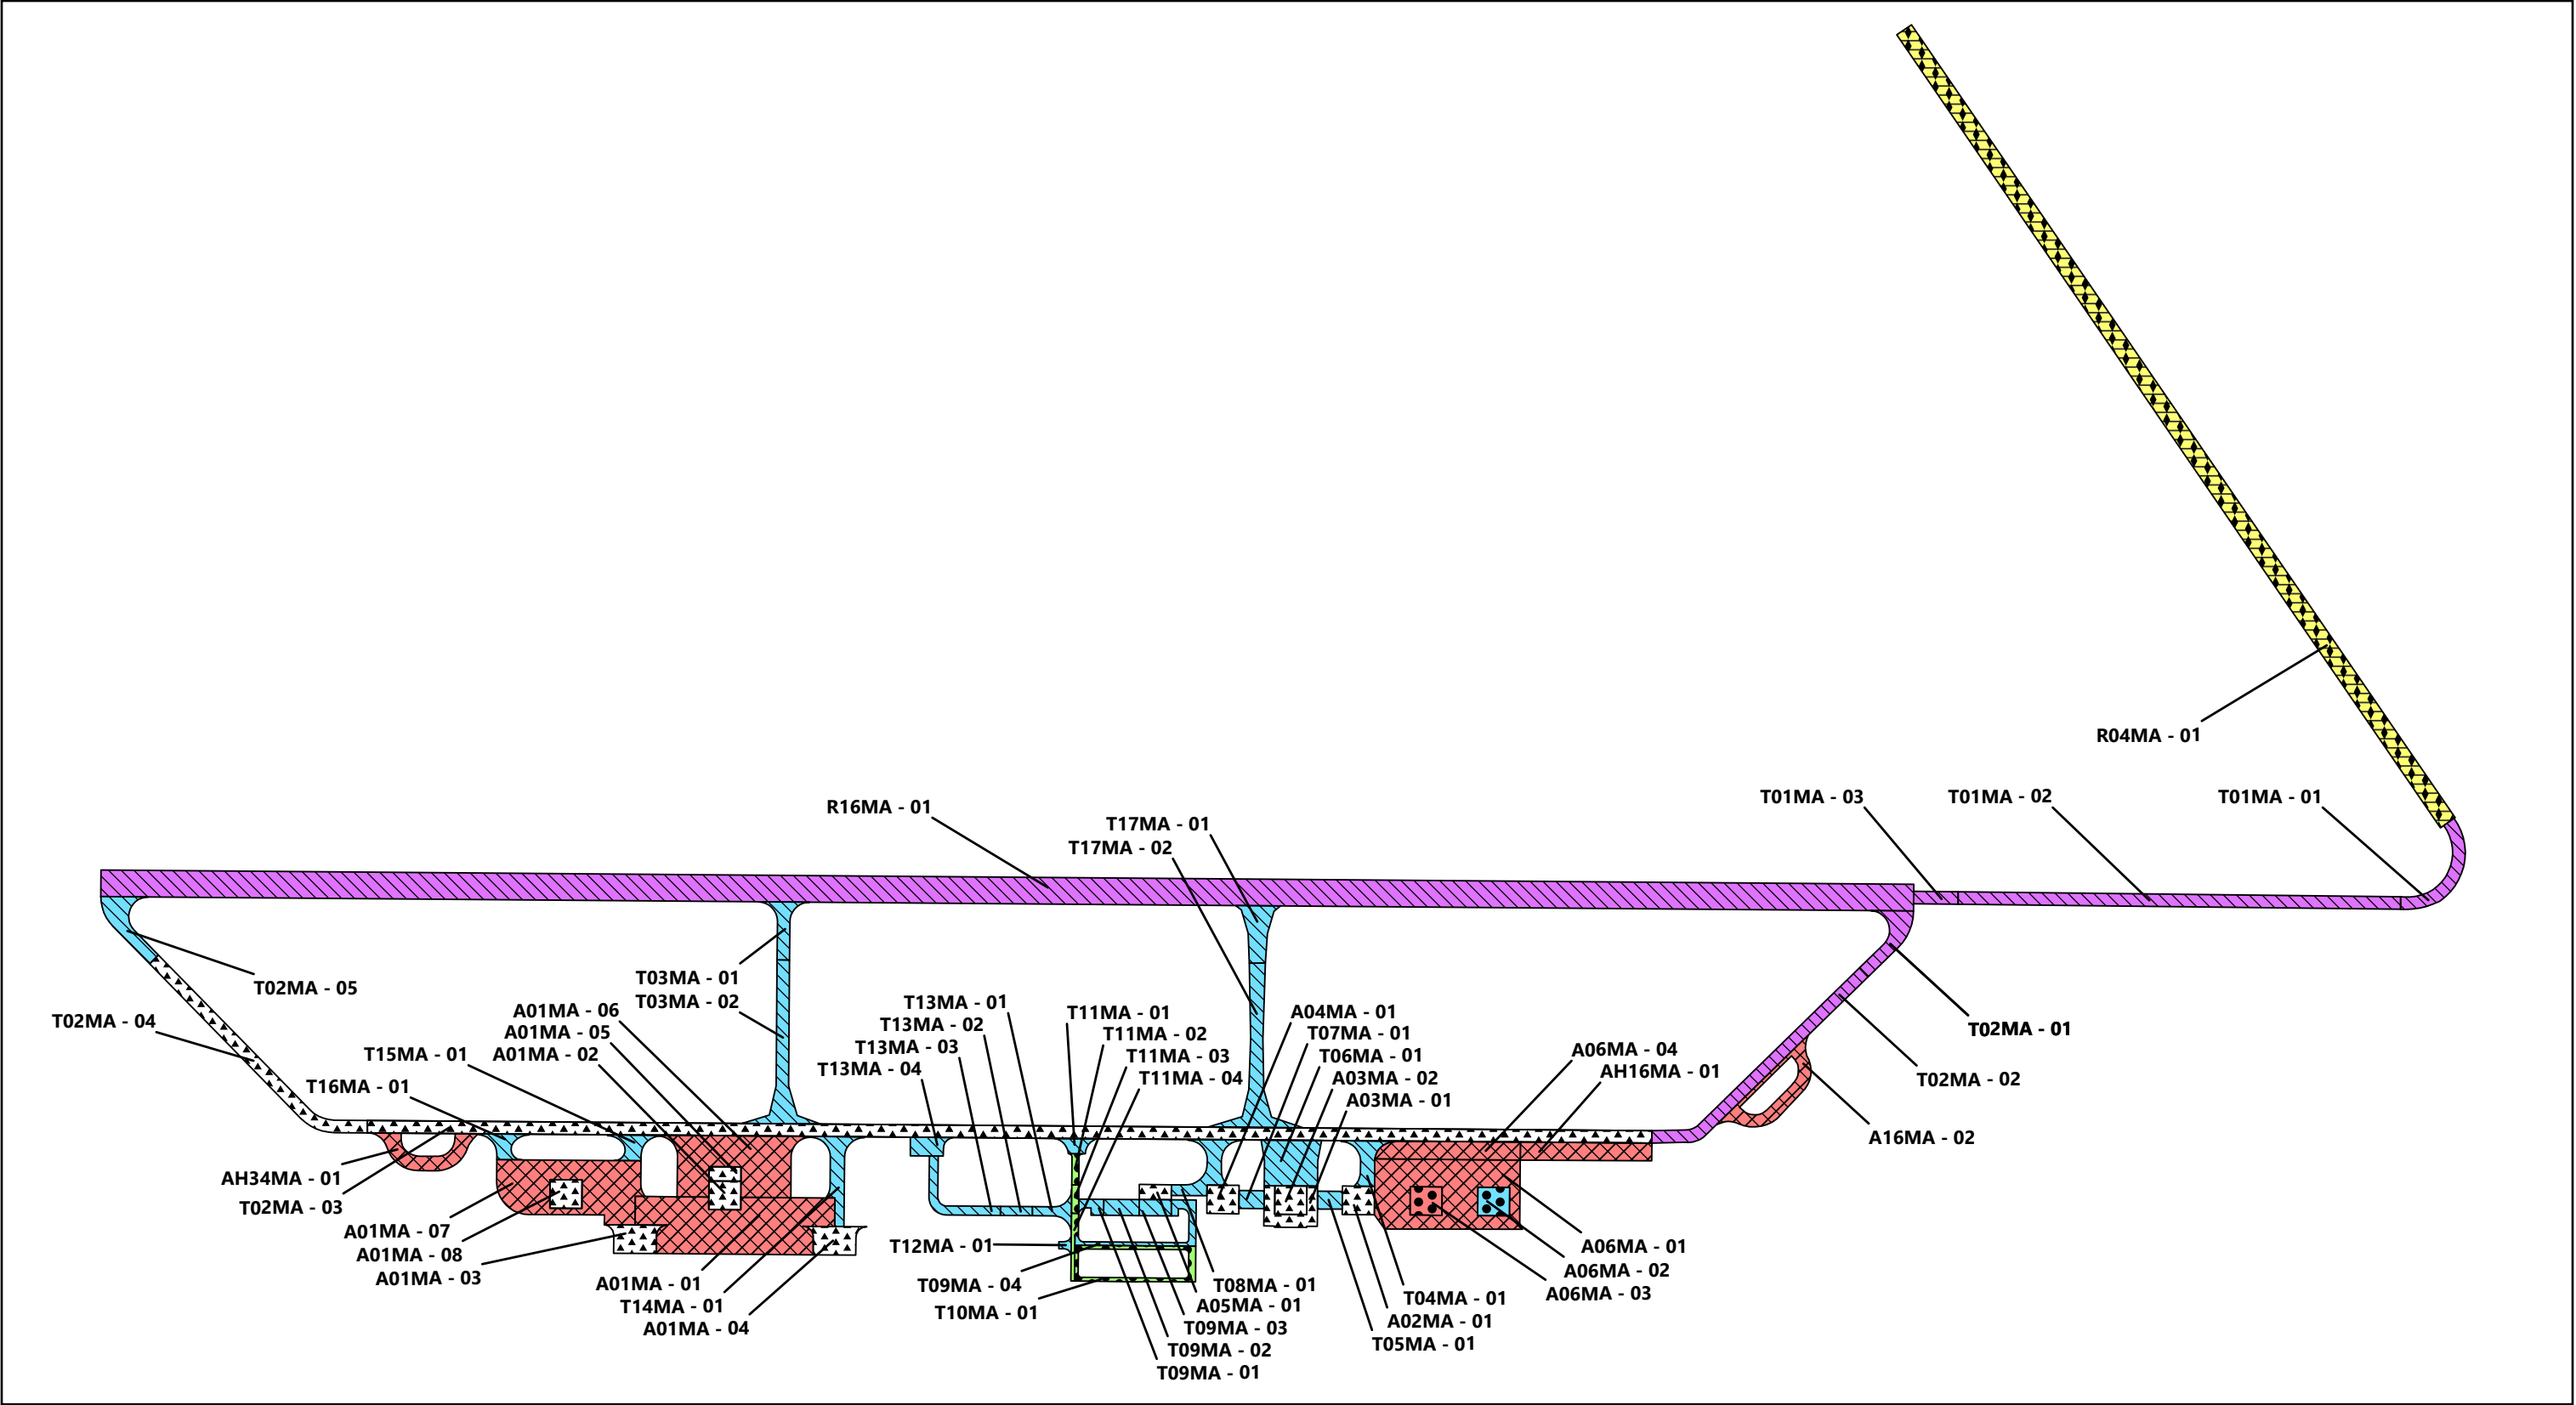 R04MA - 01
T01MA - 03
T01MA - 02
T01MA - 01
R16MA - 01
T17MA - 01
T17MA - 02
T02MA - 05
T03MA - 01
T03MA - 02
T02MA - 04
A01MA - 06
A01MA - 05
A01MA - 02
T15MA - 01
T16MA - 01
T13MA - 01
T13MA - 02
T13MA - 03
T13MA - 04
T11MA - 01
T11MA - 02
T11MA - 03
T11MA - 04
A04MA - 01
T07MA - 01
T06MA - 01
A03MA - 02
A03MA - 01
A06MA - 04
AH16MA - 01
T02MA - 01
T02MA - 02
A16MA - 02
AH34MA - 01
T02MA - 03
A01MA - 07
A01MA - 08
A01MA - 03
A01MA - 01
T14MA - 01
A01MA - 04
T12MA - 01
T09MA - 04
T10MA - 01
T08MA - 01
A05MA - 01
T09MA - 03
T09MA - 02
T09MA - 01
T04MA - 01
A02MA - 01
T05MA - 01
A06MA - 01
A06MA - 02
A06MA - 03